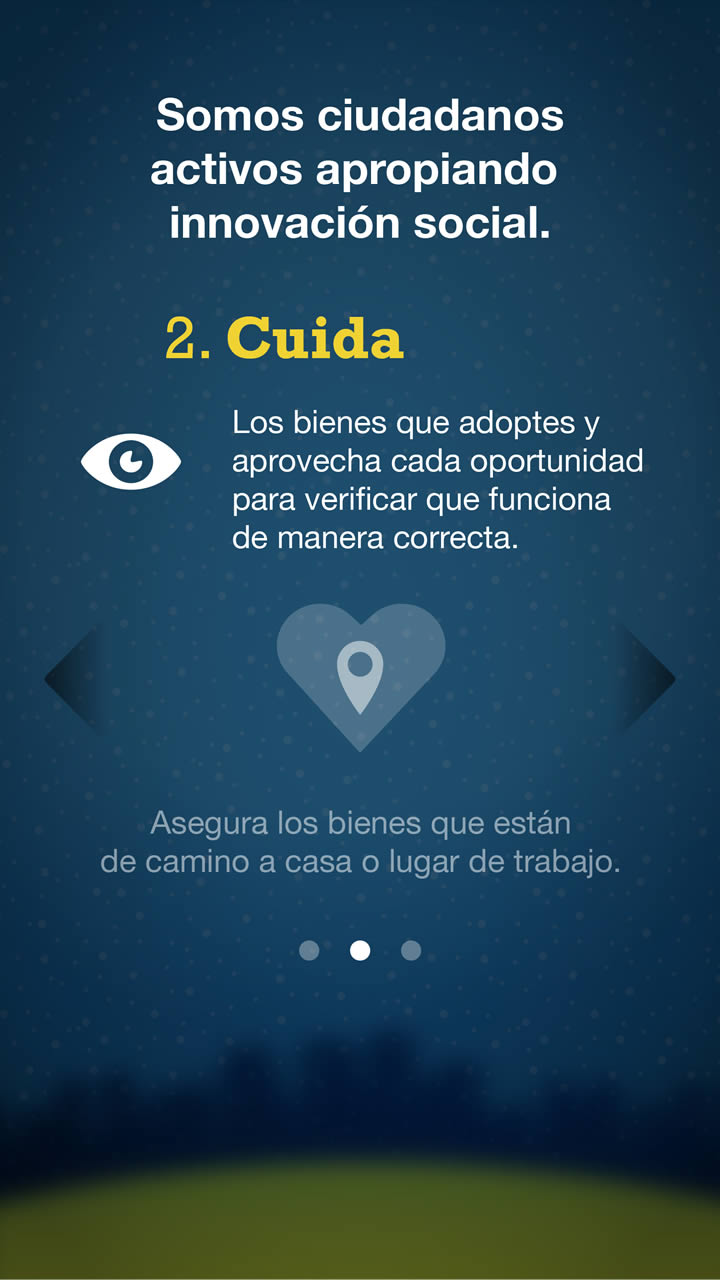 Somos ciudadanos
activos apropiando
innovación social.
2. Cuida
Los bienes que adoptes y
aprovecha cada oportunidad
para verificar que funciona
de manera correcta.
Asegura los bienes que están
de camino a casa o lugar de trabajo.